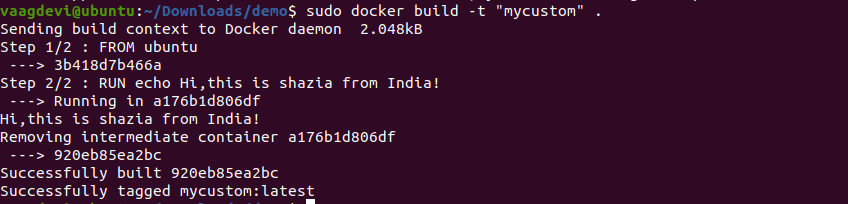 vaagdevi@ubuntu:~/Downloads/demo$ sudo docker build -t "mycustom" .
Sending build context to Docker daemon  2.048kB
Step 1/2 : FROM ubuntu
 ---> 3b418d7b466a
Step 2/2 : RUN echo Hi,this is shazia from India!
 ---> Running in a176b1d806df
Hi,this is shazia from India!
Removing intermediate container a176b1d806df
 ---> 920eb85ea2bc
Successfully built 920eb85ea2bc
Successfully tagged mycustom:latest